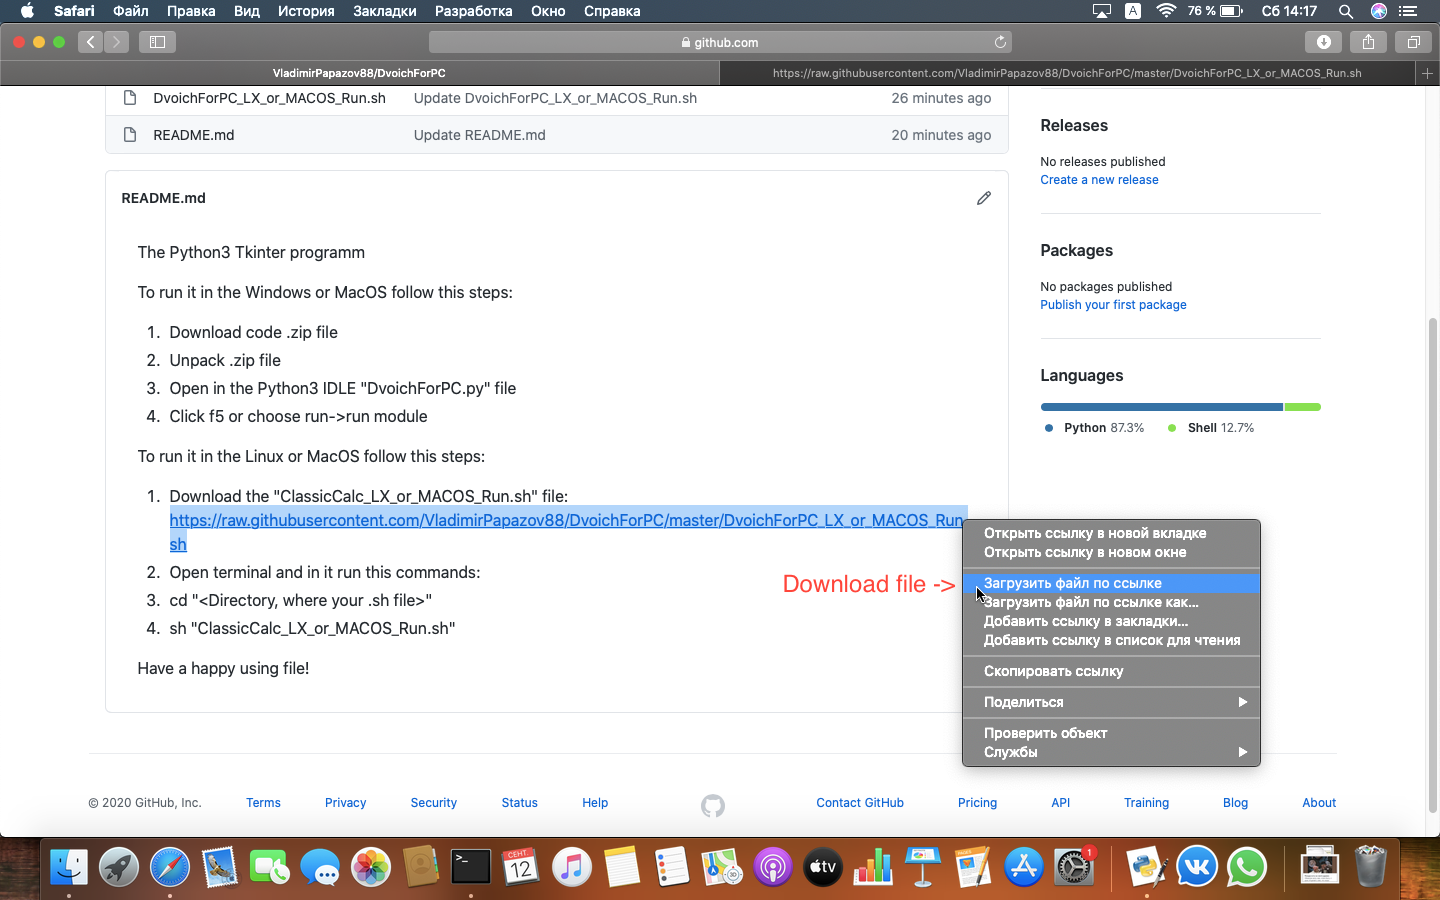 Safari Файл Правка Вид История Закладки Разработка Окно Справка A 76 % Сб 14:17
github.com
VladimirPapazov88/DvoichForPC https://raw.githubusercontent.com/VladimirPapazov88/DvoichForPC/master/DvoichForPC_LX_or_MACOS_Run.sh
DvoichForPC_LX_or_MACOS_Run.sh Update DvoichForPC_LX_or_MACOS_Run.sh 26 minutes ago
README.md Update README.md 20 minutes ago
README.md
The Python3 Tkinter programm
To run it in the Windows or MacOS follow this steps:
1. Download code .zip file
2. Unpack .zip file
3. Open in the Python3 IDLE "DvoichForPC.py" file
4. Click f5 or choose run->run module
To run it in the Linux or MacOS follow this steps:
1. Download the "ClassicCalc_LX_or_MACOS_Run.sh" file:
https://raw.githubusercontent.com/VladimirPapazov88/DvoichForPC/master/DvoichForPC_LX_or_MACOS_Run.
sh
2. Open terminal and in it run this commands:
3. cd "<Directory, where your .sh file>"
4. sh "ClassicCalc_LX_or_MACOS_Run.sh"
Have a happy using file!
Releases
No releases published
Create a new release
Packages
No packages published
Publish your first package
Languages
Python 87.3% Shell 12.7%
Download file ->
Открыть ссылку в новой вкладке
Открыть ссылку в новом окне
Загрузить файл по ссылке
Загрузить файл по ссылке как...
Добавить ссылку в закладки...
Добавить ссылку в список для чтения
Скопировать ссылку
Поделиться
Проверить объект
Службы
© 2020 GitHub, Inc. Terms Privacy Security Status Help Contact GitHub Pricing API Training Blog About
СЕНТ.
12
tv
1